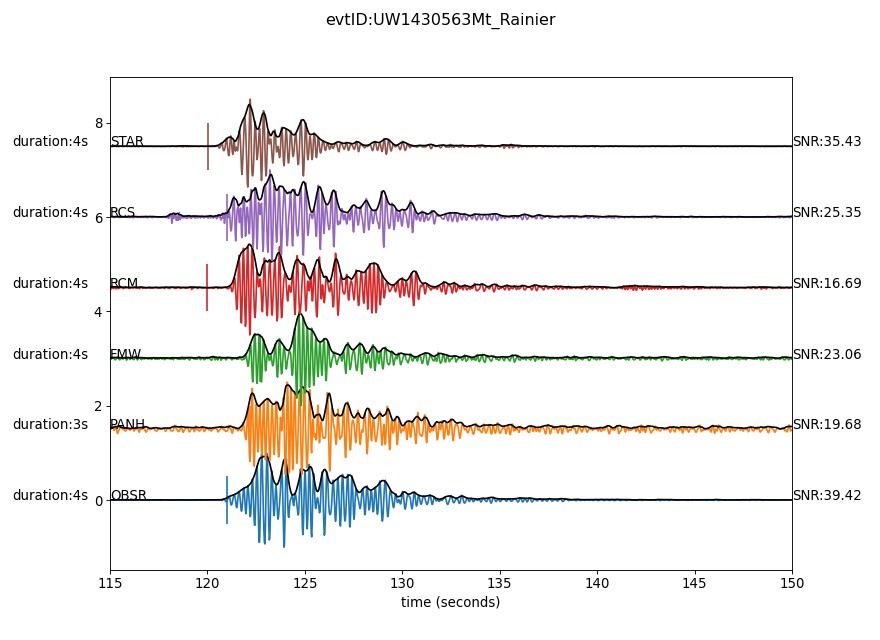 evtID:UW1430563Mt_Rainier
8
duration:4s STAR SNR:35.43
duration:4s RCS SNR:25.35
6
duration:4s RCM SNR:16.69
4
duration:4s FMW SNR:23.06
2
duration:3s PANH SNR:19.68
duration:4s OBSR SNR:39.42
0
115 120 125 130 135 140 145 150
time (seconds)